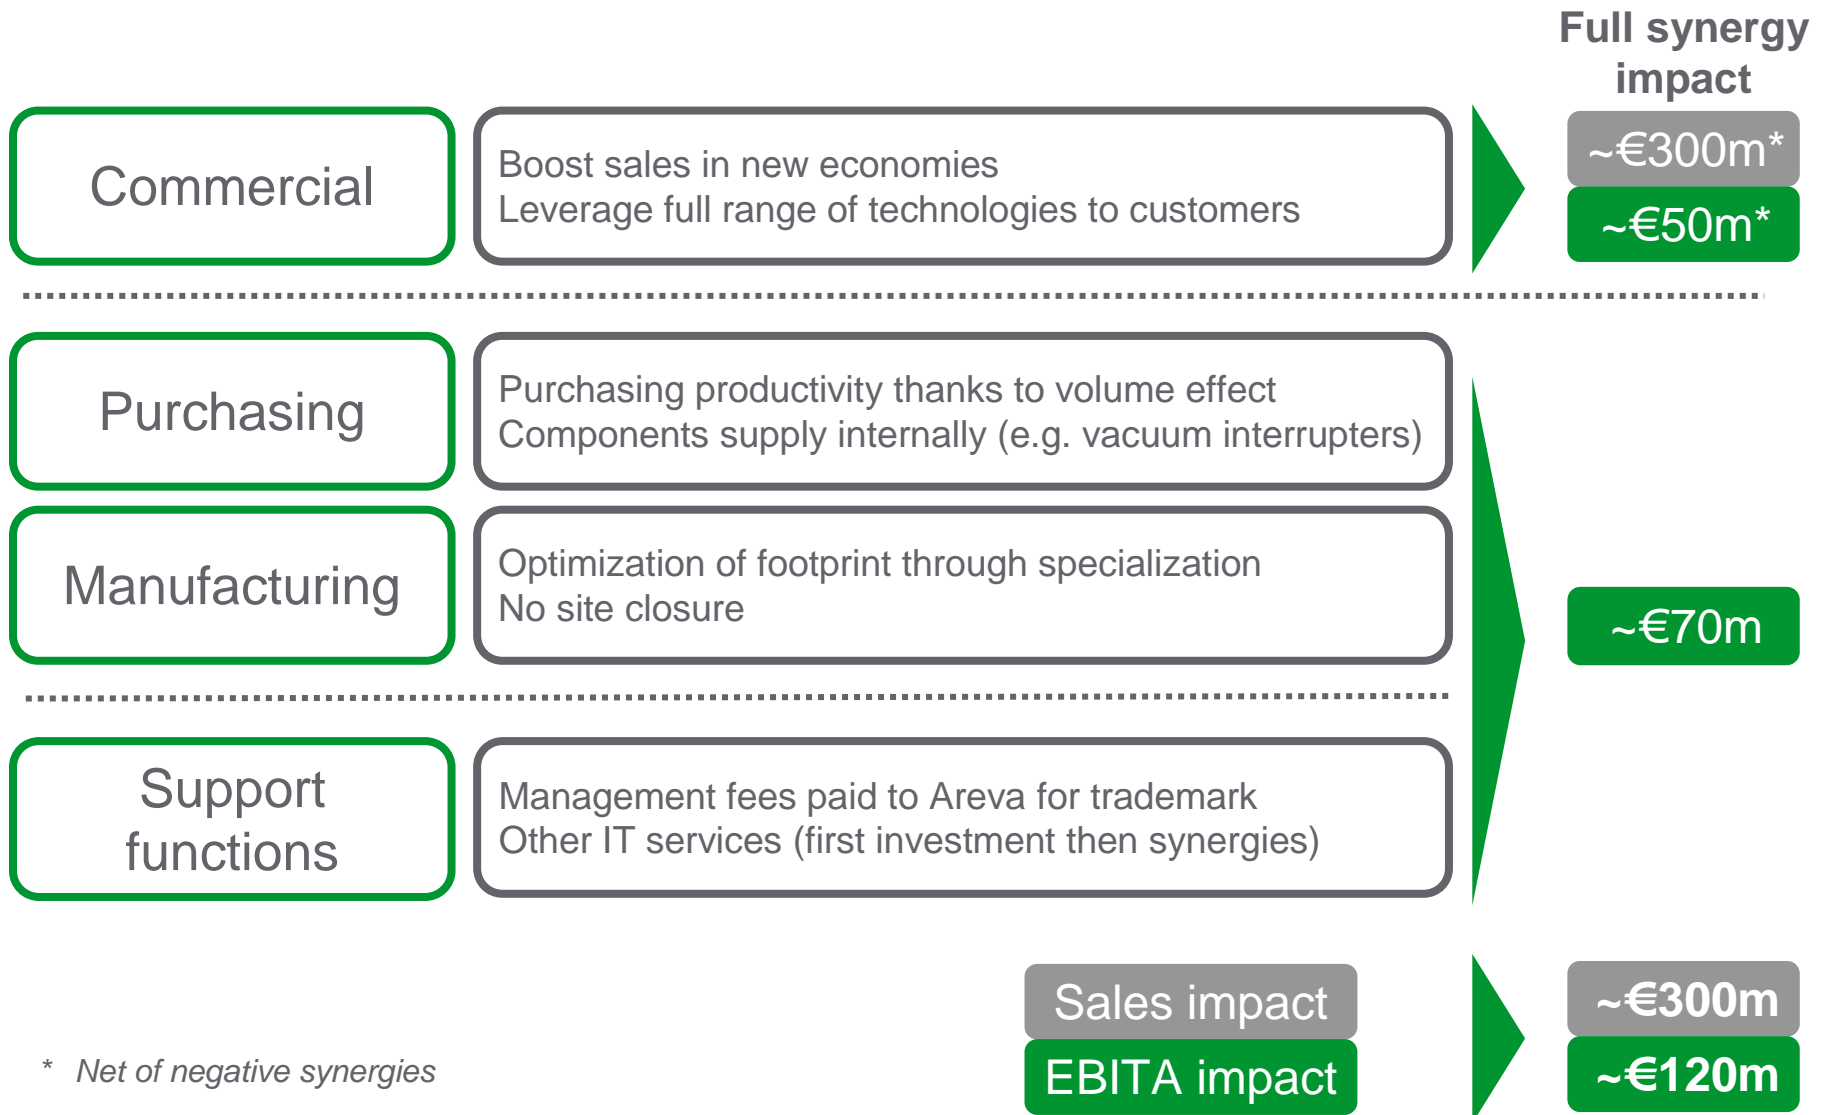 Full synergy
impact
Commercial
Boost sales in new economies
Leverage full range of technologies to customers
~€300m*
~€50m*
Purchasing
Purchasing productivity thanks to volume effect
Components supply internally (e.g. vacuum interrupters)
Manufacturing
Optimization of footprint through specialization
No site closure
~€70m
Support
functions
Management fees paid to Areva for trademark
Other IT services (first investment then synergies)
Sales impact
~€300m
EBITA impact
~€120m
* Net of negative synergies